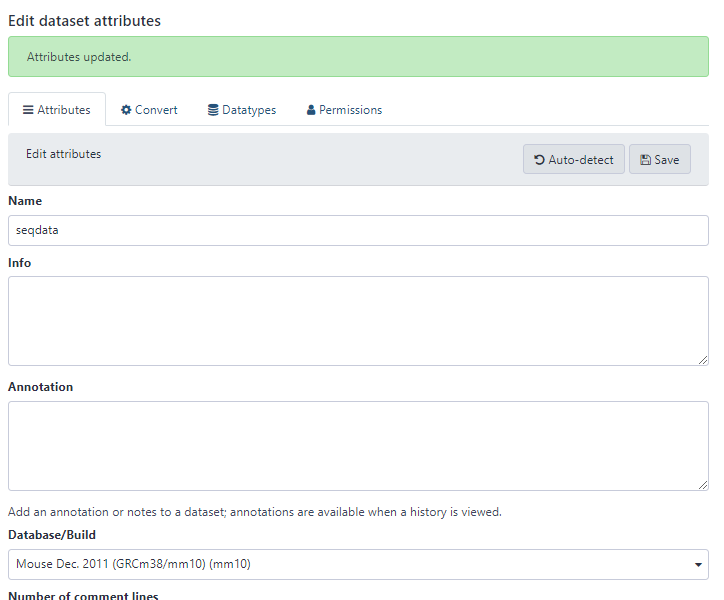 Edit dataset attributes
Attributes updated.
Attributes Convert Datatypes Permissions
Edit attributes Auto-detect Save
Name
seqdata
Info
Annotation
Add an annotation or notes to a dataset; annotations are available when a history is viewed.
Database/Build
Mouse Dec. 2011 (GRCm38/mm10) (mm10)
Number of comment lines